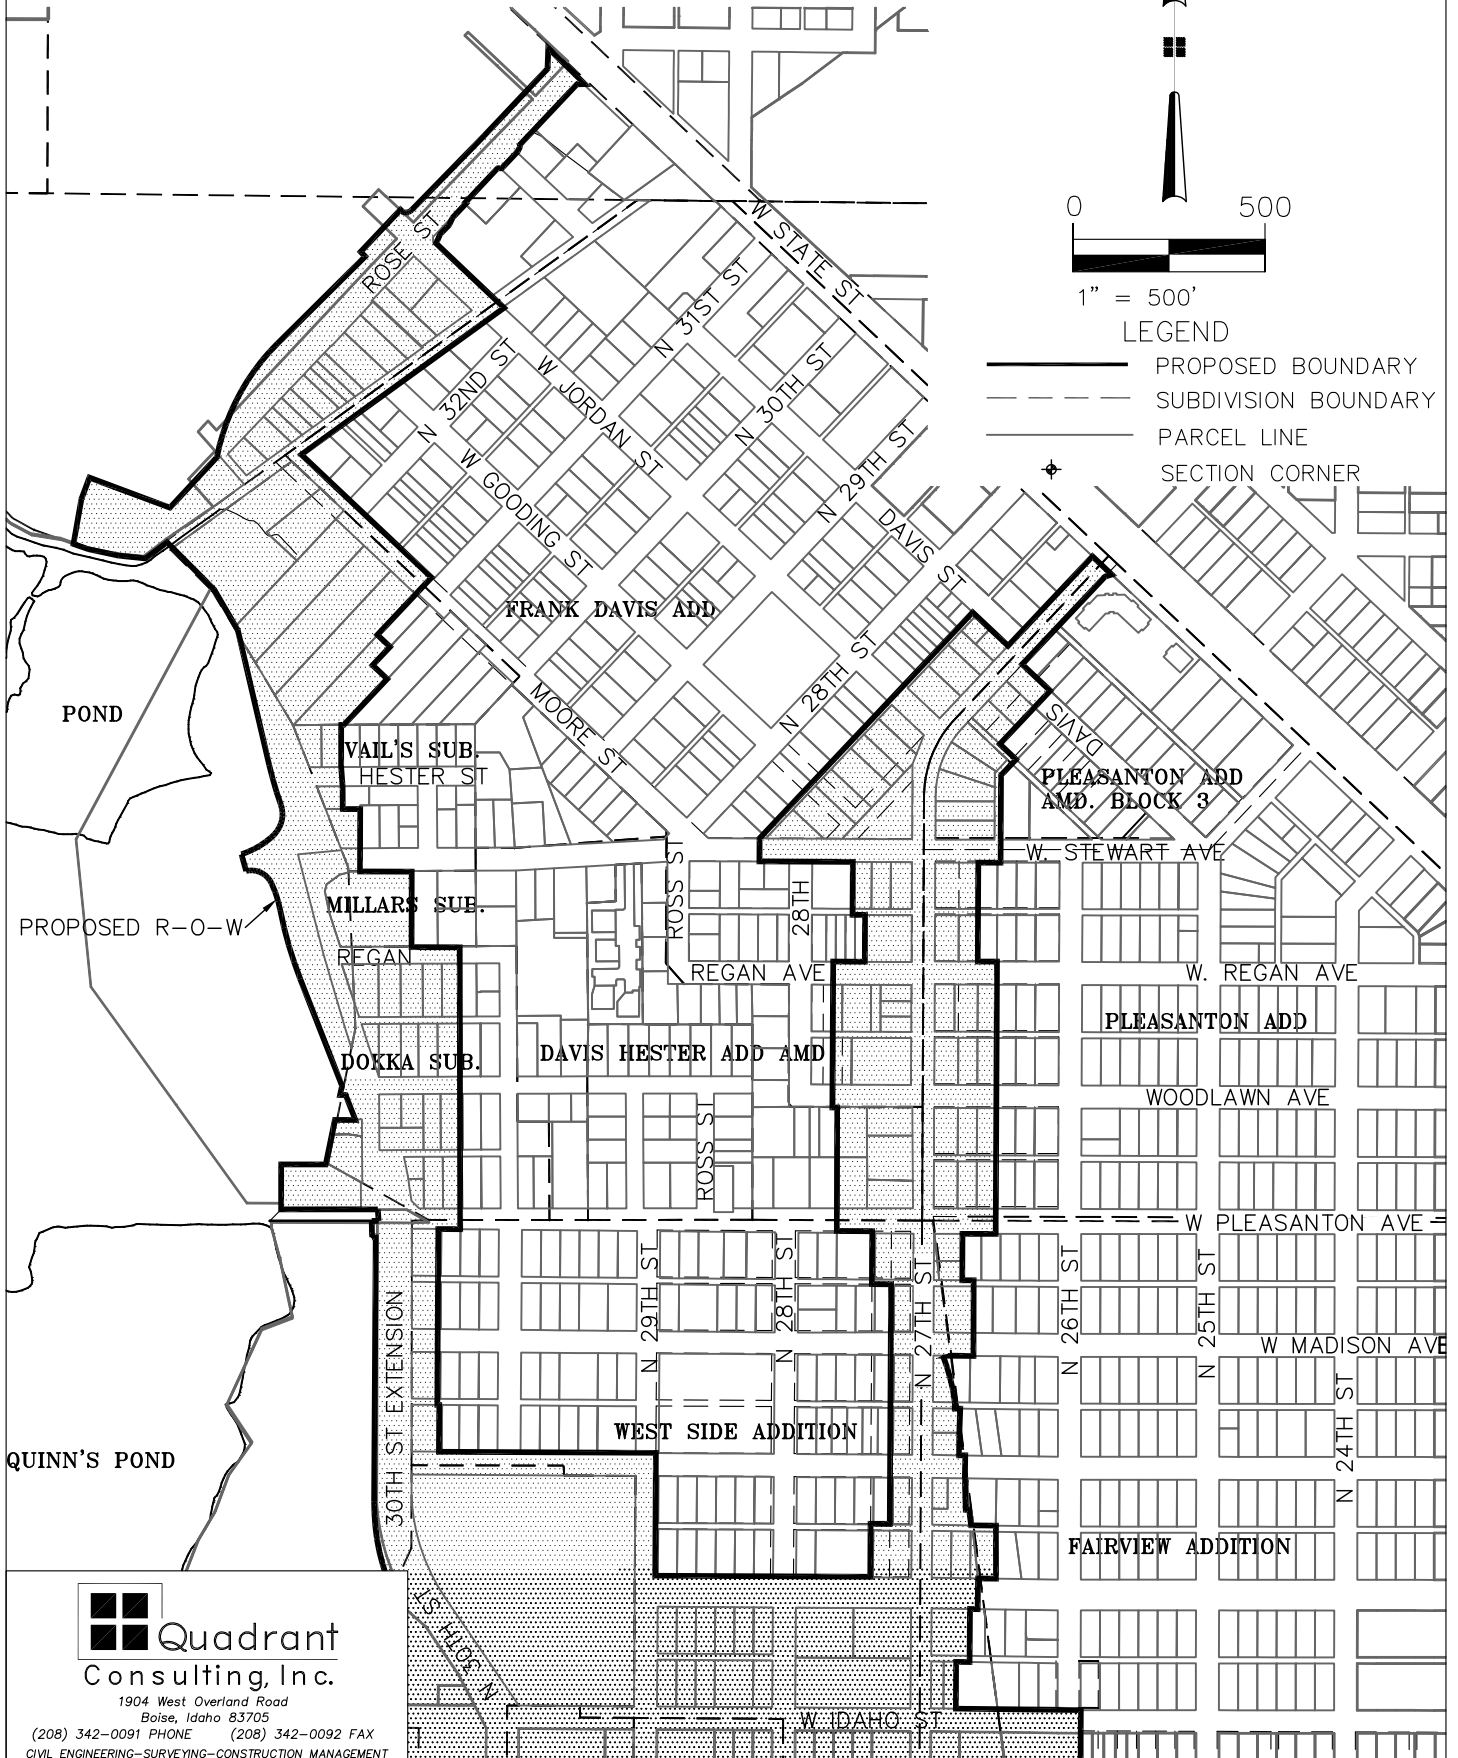 0 500
1" = 500'
LEGEND
PROPOSED BOUNDARY
SUBDIVISION BOUNDARY
PARCEL LINE
SECTION CORNER
W STATE ST
ROSE ST
N 31ST ST
N 32ND ST
W JORDAN ST
N 30TH ST
W GOODING ST
N 29TH ST
DAVIS ST
FRANK DAVIS ADD
N 28TH ST
MOORE ST
POND
DAVIS
VAIL'S SUB.
HESTER ST
PLEASANTON ADD
AMD. BLOCK 3
W. STEWART AVE
ROSS ST
28TH
MILLARS SUB.
PROPOSED R-O-W
REGAN
REGAN AVE
W. REGAN AVE
PLEASANTON ADD
DOKKA SUB.
DAVIS HESTER ADD AMD
WOODLAWN AVE
ROSS ST
W PLEASANTON AVE
N 29TH ST
N 28TH S
N 27TH ST
N 26TH ST
N 25TH ST
W MADISON AVE
30TH ST EXTENSION
N 24TH ST
WEST SIDE ADDITION
QUINN'S POND
FAIRVIEW ADDITION
N 30TH ST
W IDAHO ST
Quadrant
Consulting, Inc.
1904 West Overland Road
Boise, Idaho 83705
(208) 342-0091 PHONE (208) 342-0092 FAX
CIVIL ENGINEERING-SURVEYING-CONSTRUCTION MANAGEMENT